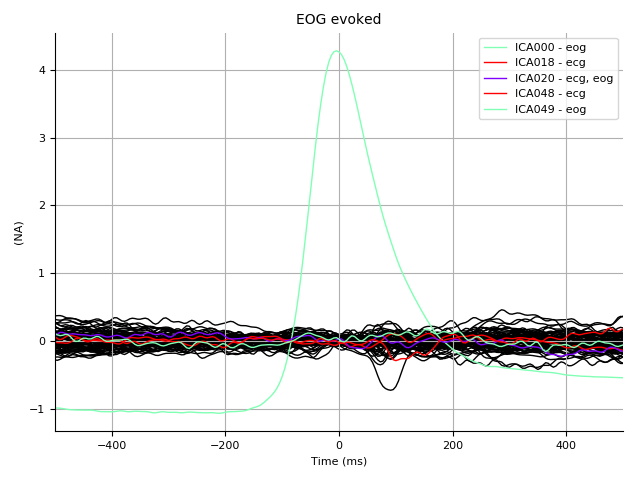 EOG evoked
ICA000 - eog
ICA018 - ecg
ICA020 - ecg, eog
ICA048 - ecg
ICA049 - eog
4
3
2
1
0
−1
(NA)
−400
−200
0
200
400
Time (ms)